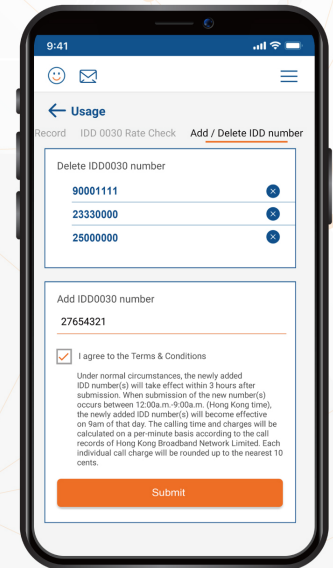 9:41
Usage
Record IDD 0030 Rate Check Add / Delete IDD number
Delete IDD0030 number
90001111
23330000
25000000
Add IDD0030 number
27654321
I agree to the Terms & Conditions
Under normal circumstances, the newly added
IDD number(s) will take effect within 3 hours after
submission. When submission of the new number(s)
occurs between 12:00a.m.-9:00a.m. (Hong Kong time),
the newly added IDD number(s) will become effective
on 9am of that day. The calling time and charges will be
calculated on a per-minute basis according to the call
records of Hong Kong Broadband Network Limited. Each
individual call charge will be rounded up to the nearest 10
cents.
Submit